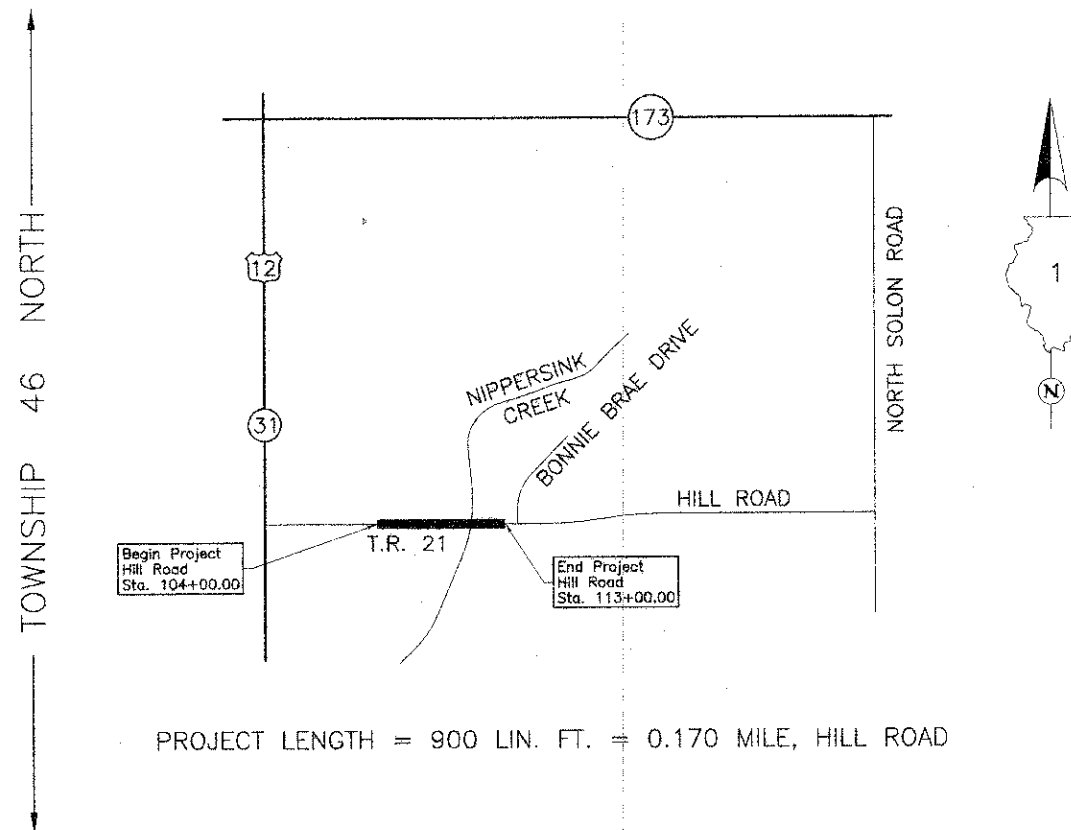 TOWNSHIP 46 NORTH
173
12
31
NORTH SOLON ROAD
1
N
NIPPERSINK
CREEK
BONNIE BRAE DRIVE
HILL ROAD
T.R. 21
Begin Project
Hill Road
Sta. 104+00.00
End Project
Hill Road
Sta. 113+00.00
PROJECT LENGTH = 900 LIN. FT. = 0.170 MILE, HILL ROAD